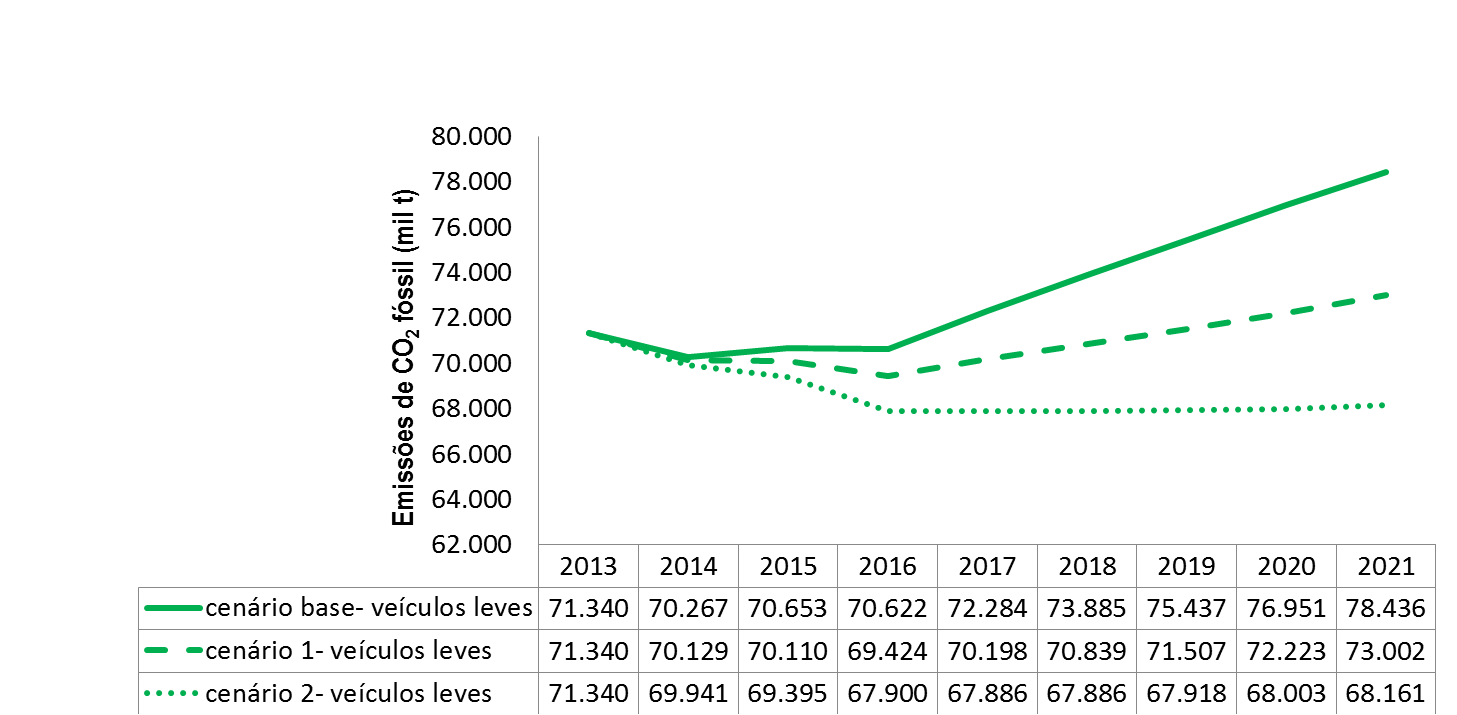 80.000
78.000
76.000
74.000
72.000
70.000
68.000
66.000
64.000
62.000
Emissões de CO₂ fóssil (mil t)
2013 2014 2015 2016 2017 2018 2019 2020 2021
cenário base- veículos leves 71.340 70.267 70.653 70.622 72.284 73.885 75.437 76.951 78.436
cenário 1- veículos leves 71.340 70.129 70.110 69.424 70.198 70.839 71.507 72.223 73.002
cenário 2- veículos leves 71.340 69.941 69.395 67.900 67.886 67.886 67.918 68.003 68.161